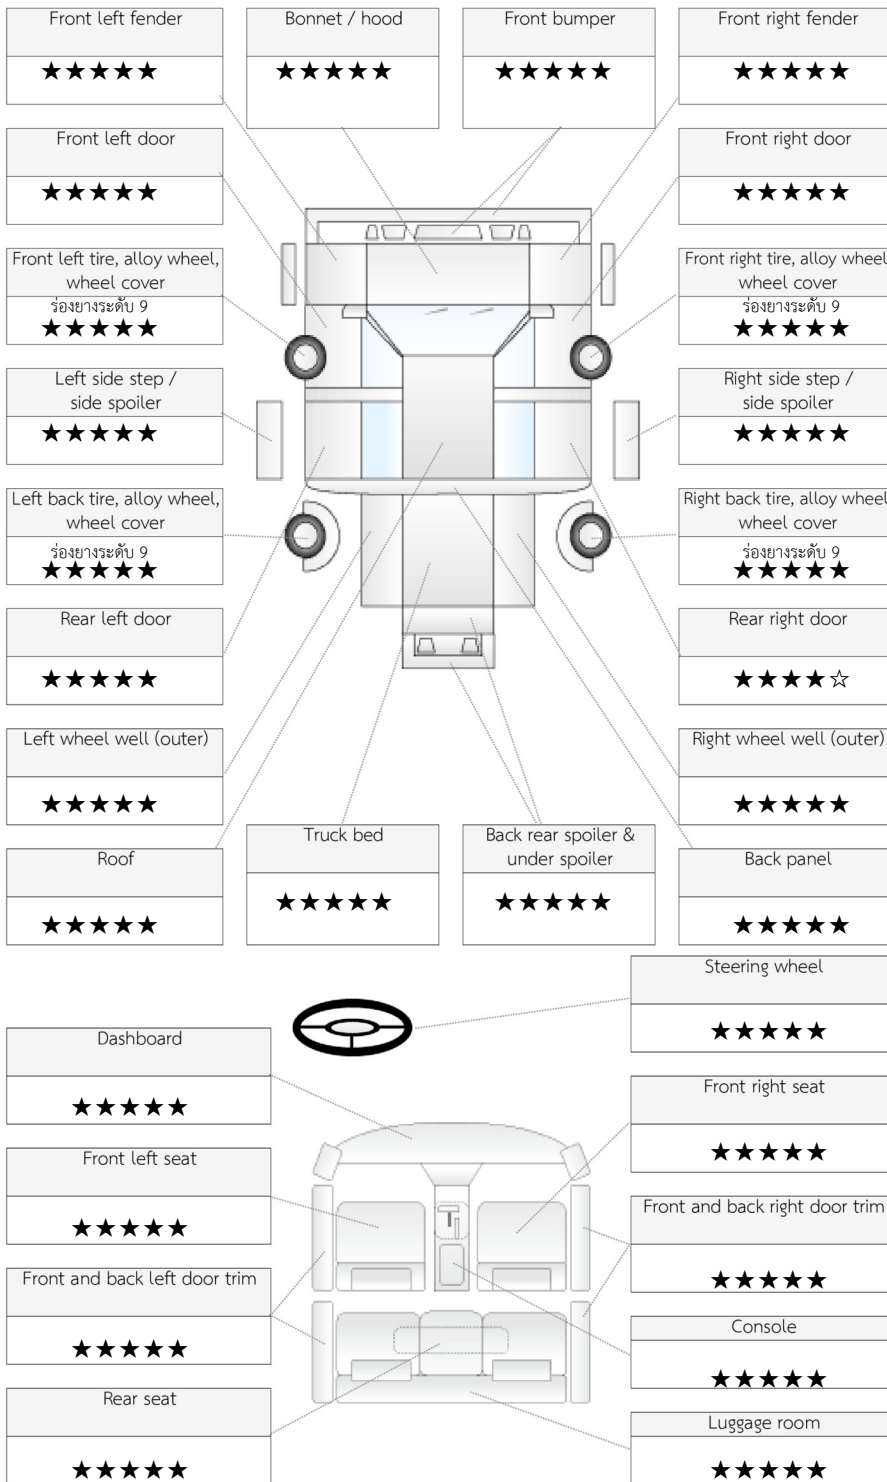 Front left fender
★★★★★
Bonnet / hood
★★★★★
Front bumper
★★★★★
Front right fender
★★★★★
Front left door
★★★★★
Front right door
★★★★★
Front left tire, alloy wheel,
wheel cover
ร่องยางระดับ 9
★★★★★
Front right tire, alloy wheel
wheel cover
ร่องยางระดับ 9
★★★★★
Left side step /
side spoiler
★★★★★
Right side step /
side spoiler
★★★★★
Left back tire, alloy wheel,
wheel cover
ร่องยางระดับ 9
★★★★★
Right back tire, alloy wheel
wheel cover
ร่องยางระดับ 9
★★★★★
Rear left door
★★★★★
Rear right door
★★★★☆
Left wheel well (outer)
★★★★★
Right wheel well (outer)
★★★★★
Roof
★★★★★
Truck bed
★★★★★
Back rear spoiler &
under spoiler
★★★★★
Back panel
★★★★★
Steering wheel
★★★★★
Dashboard
★★★★★
Front right seat
★★★★★
Front left seat
★★★★★
Front and back right door trim
★★★★★
Front and back left door trim
★★★★★
Console
★★★★★
Rear seat
★★★★★
Luggage room
★★★★★